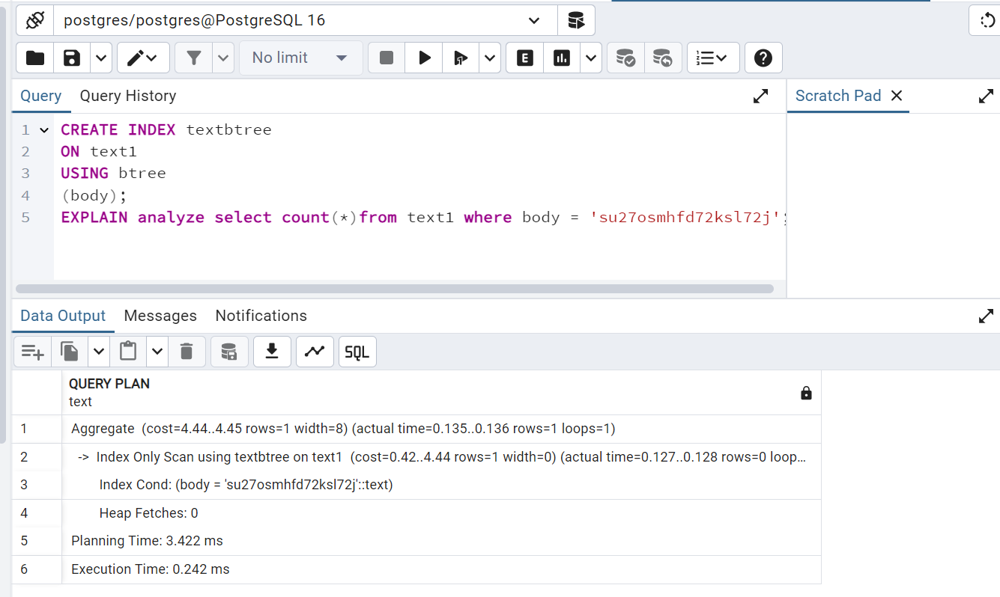 postgres/postgres@PostgreSQL 16
No limit
E
Query
Query History
Scratch Pad
1 CREATE INDEX textbtree
2 ON text1
3 USING btree
4 (body);
5 EXPLAIN analyze select count(*)from text1 where body = 'su27osmhfd72ksl72j';
Data Output
Messages
Notifications
SQL
QUERY PLAN
text
1 Aggregate (cost=4.44..4.45 rows=1 width=8) (actual time=0.135..0.136 rows=1 loops=1)
2 -> Index Only Scan using textbtree on text1 (cost=0.42..4.44 rows=1 width=0) (actual time=0.127..0.128 rows=0 loop...
3 Index Cond: (body = 'su27osmhfd72ksl72j'::text)
4 Heap Fetches: 0
5 Planning Time: 3.422 ms
6 Execution Time: 0.242 ms